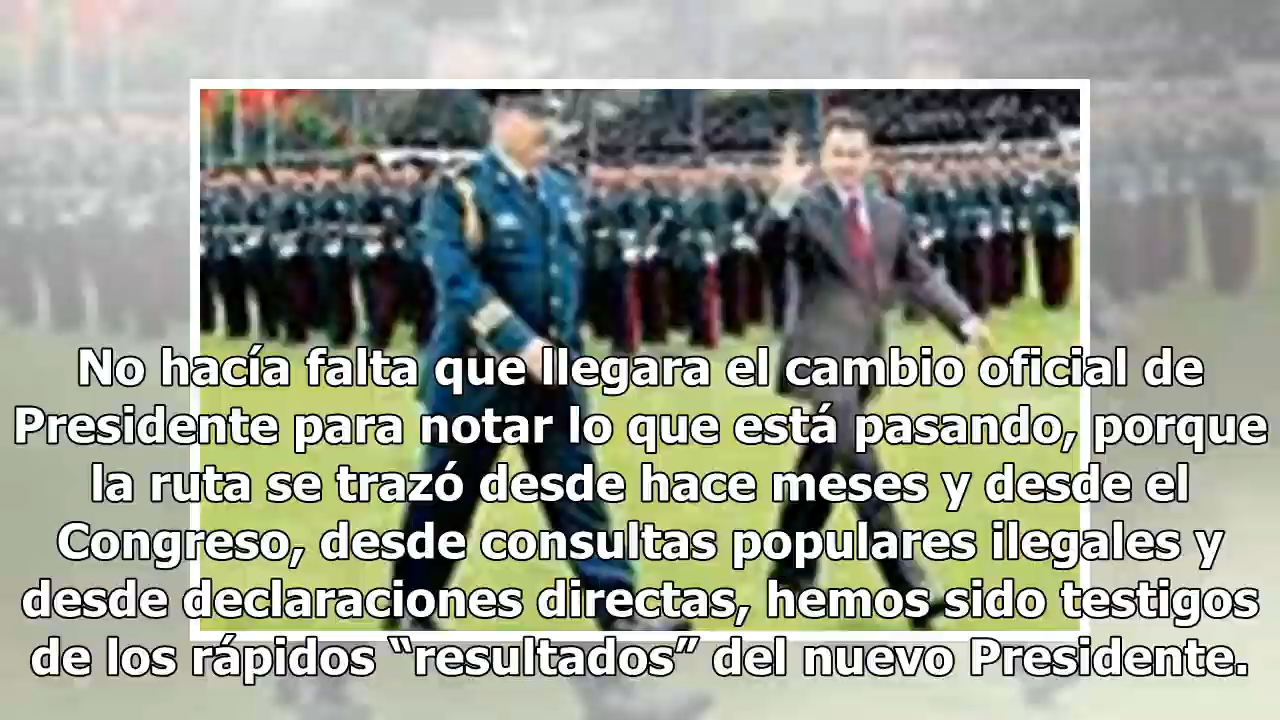 No hacía falta que llegara el cambio oficial de
Presidente para notar lo que está pasando, porque
la ruta se trazó desde hace meses y desde el
Congreso, desde consultas populares ilegales y
desde declaraciones directas, hemos sido testigos
de los rápidos “resultados” del nuevo Presidente.